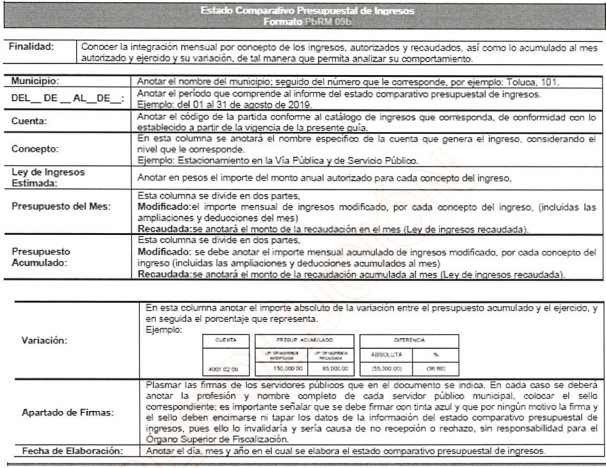 Estado Comparativo Presupuestal de Ingresos
Formato PbRM 09b
Finalidad:
Conocer la integración mensual por concepto de los ingresos, autorizados y recaudados, así como lo acumulado al mes
autorizado y ejercido y su variación, de tal manera que permita analizar su comportamiento.
Municipio:
Anotar el nombre del municipio; seguido del número que le corresponde, por ejemplo: Toluca, 101.
DEL__ DE __ AL__DE__:
Anotar el período que comprende al informe del estado comparativo presupuestal de ingresos.
Ejemplo: del 01 al 31 de agosto de 2019.
Cuenta:
Anotar el código de la partida conforme al catálogo de ingresos que corresponda, de conformidad con lo
establecido a partir de la vigencia de la presente guía.
Concepto:
En esta columna se anotará el nombre específico de la cuenta que genera el ingreso, considerando el
nivel que le corresponde.
Ejemplo: Estacionamiento en la Vía Pública y de Servicio Público.
Ley de Ingresos
Estimada:
Anotar en pesos el importe del monto anual autorizado para cada concepto del ingreso.
Presupuesto del Mes:
Esta columna se divide en dos partes,
Modificado:el importe mensual de ingresos modificado, por cada concepto del ingreso, (incluidas las
ampliaciones y deducciones del mes)
Recaudada:se anotará el monto de la recaudación en el mes (Ley de ingresos recaudada).
Presupuesto
Acumulado:
Esta columna se divide en dos partes,
Modificado: se debe anotar el importe mensual acumulado de ingresos modificado, por cada concepto del
ingreso (incluidas las ampliaciones y deducciones acumulados al mes)
Recaudada:se anotará el monto de la recaudación acumulada al mes (Ley de ingresos recaudada).
Variación:
En esta columna anotar el importe absoluto de la variación entre el presupuesto acumulado y el ejercido, y
en seguida el porcentaje que representa.
Ejemplo:
CUENTA PRESUP ACUMULADO DIFERENCIA
LEY DE INGRESOS MODIFICADA LEY DE INGRESOS RECAUDADA ABSOLUTA %
4001 02 09 150,000.00 95,000.00 (55,000.00) (36.66)
Apartado de Firmas:
Plasmar las firmas de los servidores públicos que en el documento se indica. En cada caso se deberá
anotar la profesión y nombre completo de cada servidor público municipal, colocar el sello
correspondiente; es importante señalar que se debe firmar con tinta azul y que por ningún motivo la firma y
el sello deben encimarse ni tapar los datos de la información del estado comparativo presupuestal de
ingresos, pues ello lo invalidaría y sería causa de no recepción o rechazo, sin responsabilidad para el
Órgano Superior de Fiscalización.
Fecha de Elaboración:
Anotar el día, mes y año en el cual se elabora el estado comparativo presupuestal de ingresos.